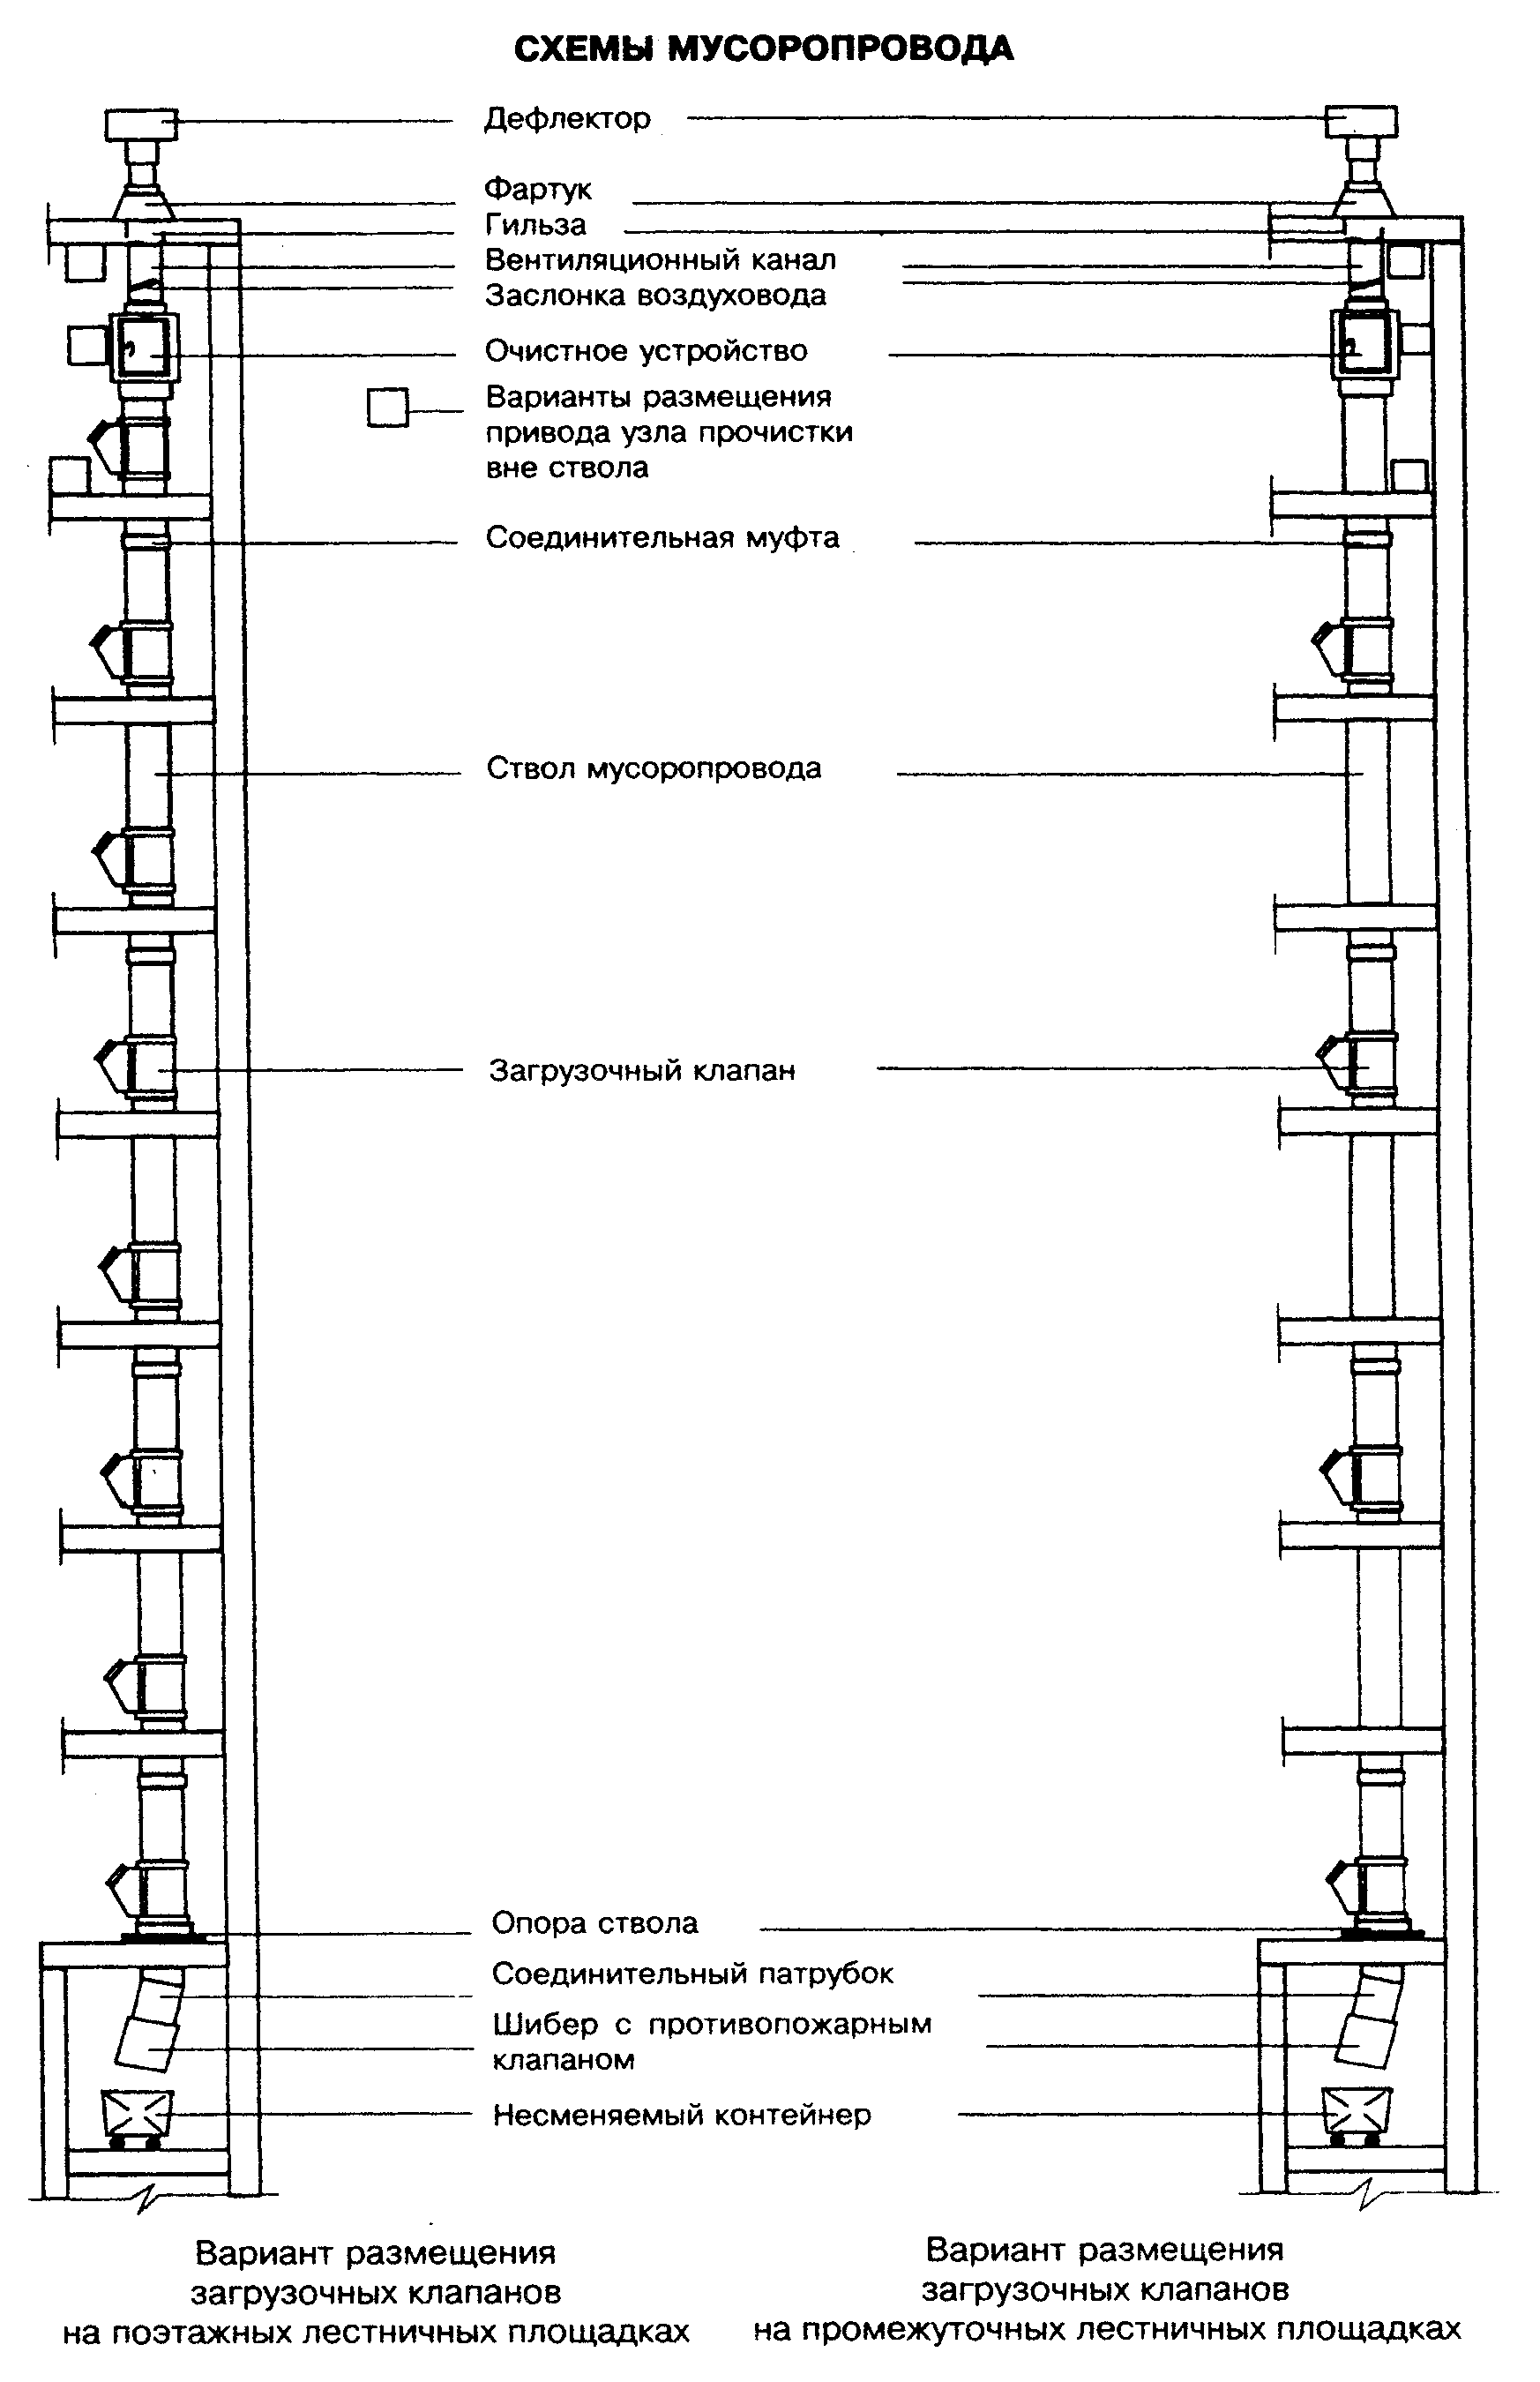 СХЕМЫ МУСОРОПРОВОДА
Дефлектор
Фартук
Гильза
Вентиляционный канал
Заслонка воздуховода
Очистное устройство
Варианты размещения
привода узла прочистки
вне ствола
Соединительная муфта
Ствол мусоропровода
Загрузочный клапан
Опора ствола
Соединительный патрубок
Шибер с противопожарным
клапаном
Несменяемый контейнер
Вариант размещения
загрузочных клапанов
на поэтажных лестничных площадках
Вариант размещения
загрузочных клапанов
на промежуточных лестничных площадках